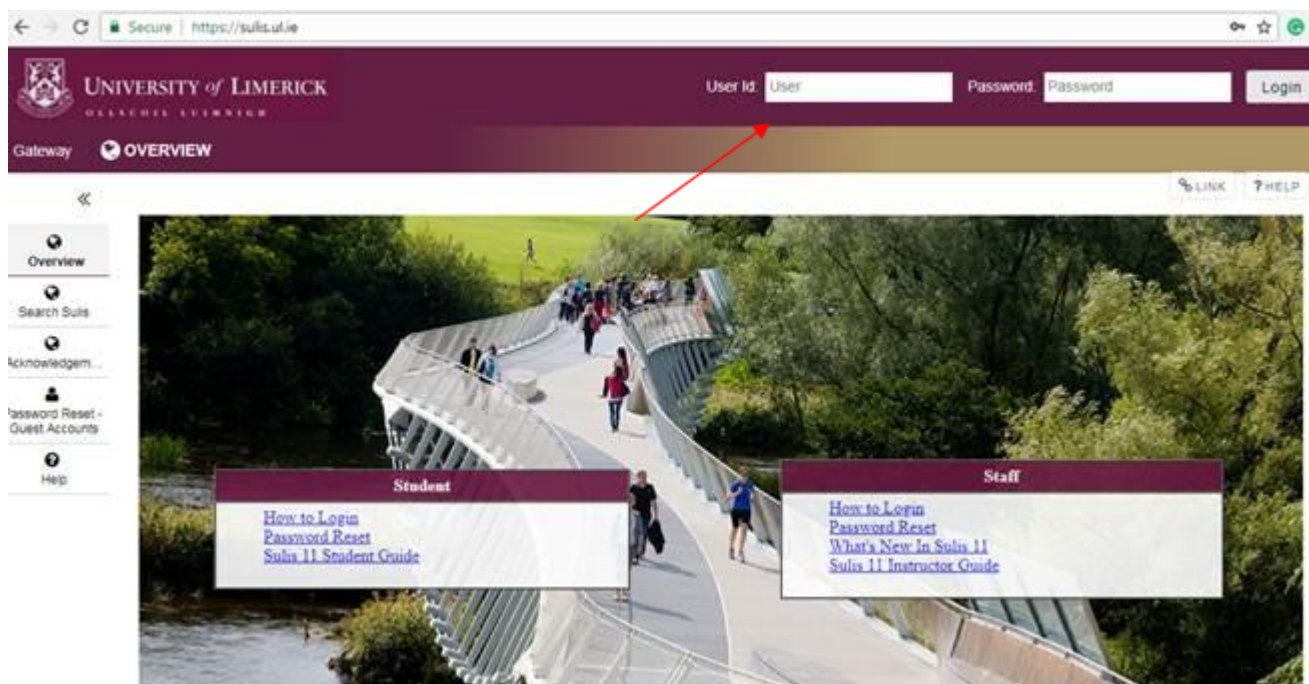 Secure | https://sulis.ul.ie
UNIVERSITY of LIMERICK
OLLSCOIL LUIMNIGH
User Id: User Password: Password Login
Gateway OVERVIEW
LINK ? HELP
Overview
Search Sulis
Acknowledgem...
Password Reset -
Guest Accounts
Help
Student
How to Login
Password Reset
Sulis 11 Student Guide
Staff
How to Login
Password Reset
What's New In Sulis 11
Sulis 11 Instructor Guide